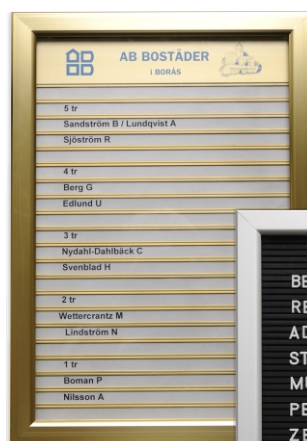 AB BOSTÄDER
I BORÅS
5 tr
Sandström B / Lundqvist A
Sjöström R
4 tr
Berg G
Edlund U
3 tr
Nydahl-Dahlbäck C
Svenblad H
2 tr
Wettercrantz M
Lindström N
1 tr
Boman P
Nilsson A